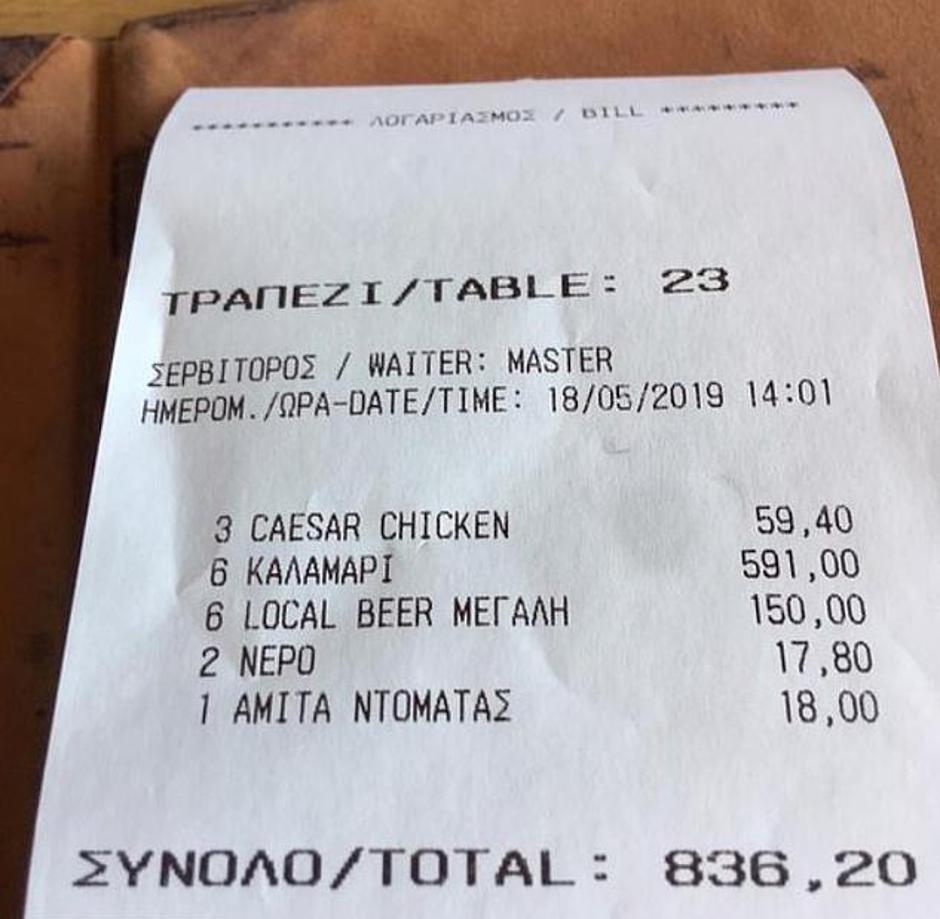 *********** ΛΟΓΑΡΙΑΣΜΟΣ / BILL *********
ΤΡΑΠΕΖΙ/TABLE: 23
ΣΕΡΒΙΤΟΡΟΣ / WAITER: MASTER
ΗΜΕΡΟΜ./ΩΡΑ-DATE/TIME: 18/05/2019 14:01
3 CAESAR CHICKEN 59,40
6 ΚΑΛΑΜΑΡΙ 591,00
6 LOCAL BEER ΜΕΓΑΛΗ 150,00
2 ΝΕΡΟ 17,80
1 ΑΜΙΤΑ ΝΤΟΜΑΤΑΣ 18,00
ΣΥΝΟΛΟ/TOTAL: 836,20